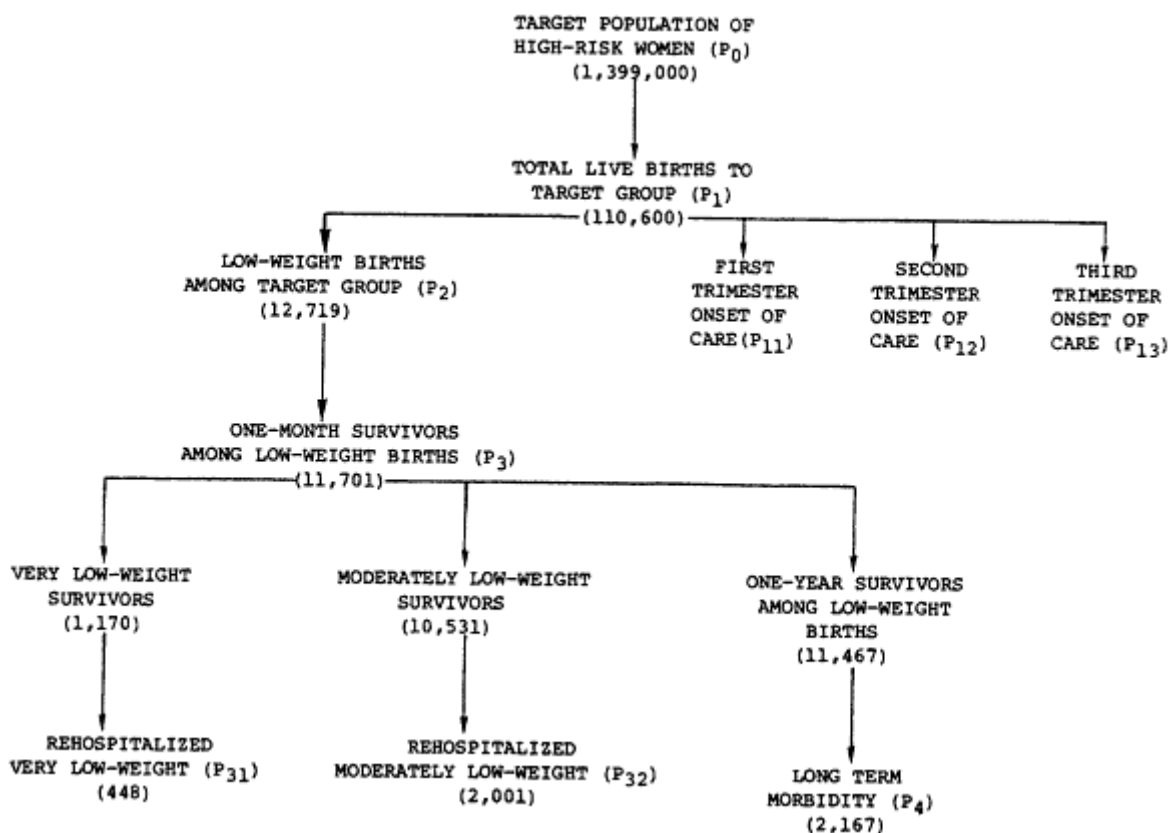 TARGET POPULATION OF
HIGH-RISK WOMEN (P0)
(1,399,000)
TOTAL LIVE BIRTHS TO
TARGET GROUP (P1)
(110,600)
LOW-WEIGHT BIRTHS
AMONG TARGET GROUP (P2)
(12,719)
FIRST
TRIMESTER
ONSET OF
CARE(P11)
SECOND
TRIMESTER
ONSET OF
CARE (P12)
THIRD
TRIMESTER
ONSET OF
CARE (P13)
ONE-MONTH SURVIVORS
AMONG LOW-WEIGHT BIRTHS (P3)
(11,701)
VERY LOW-WEIGHT
SURVIVORS
(1,170)
MODERATELY LOW-WEIGHT
SURVIVORS
(10,531)
ONE-YEAR SURVIVORS
AMONG LOW-WEIGHT
BIRTHS
(11,467)
REHOSPITALIZED
VERY LOW-WEIGHT (P31)
(448)
REHOSPITALIZED
MODERATELY LOW-WEIGHT (P32)
(2,001)
LONG TERM
MORBIDITY (P4)
(2,167)